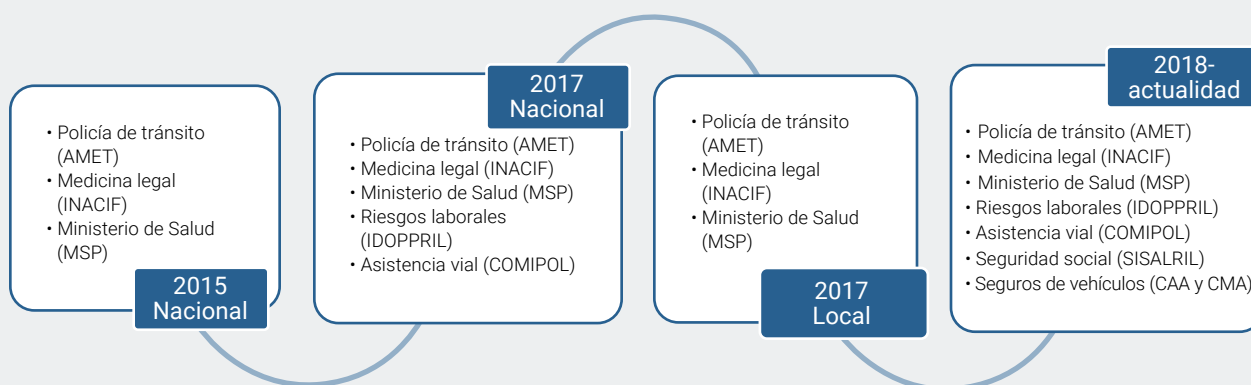 • Policía de tránsito
(AMET)
• Medicina legal
(INACIF)
• Ministerio de Salud
(MSP)
2015
Nacional
2017
Nacional
• Policía de tránsito (AMET)
• Medicina legal (INACIF)
• Ministerio de Salud (MSP)
• Riesgos laborales
(IDOPPRIL)
• Asistencia vial (COMIPOL)
• Policía de tránsito
(AMET)
• Medicina legal
(INACIF)
• Ministerio de Salud
(MSP)
2017
Local
2018-
actualidad
• Policía de tránsito (AMET)
• Medicina legal (INACIF)
• Ministerio de Salud (MSP)
• Riesgos laborales (IDOPPRIL)
• Asistencia vial (COMIPOL)
• Seguridad social (SISALRIL)
• Seguros de vehículos (CAA y CMA)